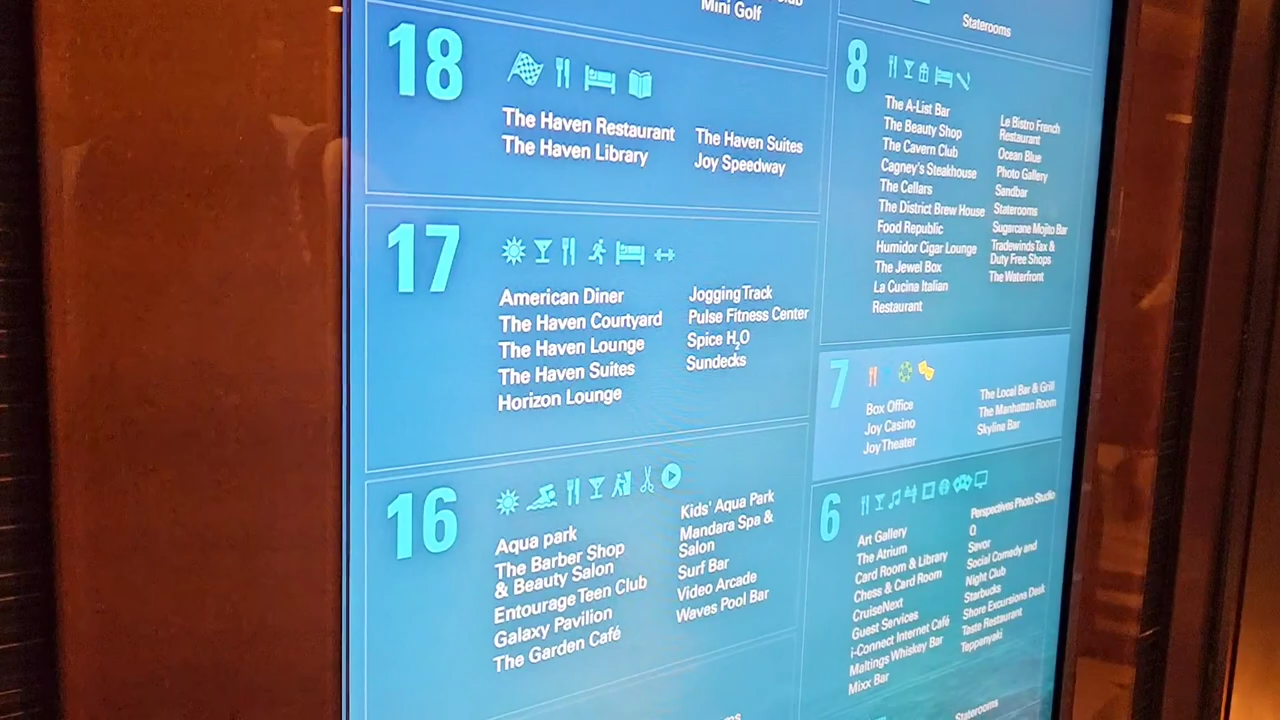 Mini Golf
18
The Haven Restaurant
The Haven Library
The Haven Suites
Joy Speedway
17
American Diner
The Haven Courtyard
The Haven Lounge
The Haven Suites
Horizon Lounge
Jogging Track
Pulse Fitness Center
Spice H₂O
Sundecks
16
Aqua park
The Barber Shop
& Beauty Salon
Entourage Teen Club
Galaxy Pavilion
The Garden Café
Kids' Aqua Park
Mandara Spa &
Salon
Surf Bar
Video Arcade
Waves Pool Bar
Staterooms
8
The A-List Bar
The Beauty Shop
The Cavern Club
Cagney's Steakhouse
The Cellars
The District Brew House
Food Republic
Humidor Cigar Lounge
The Jewel Box
La Cucina Italian
Restaurant
Le Bistro French
Restaurant
Ocean Blue
Photo Gallery
Sandbar
Staterooms
Sugarcane Mojito Bar
Tradewinds Tax &
Duty Free Shops
The Waterfront
7
Box Office
Joy Casino
Joy Theater
The Local Bar & Grill
The Manhattan Room
Skyline Bar
6
Art Gallery
The Atrium
Card Room & Library
Chess & Card Room
CruiseNext
Guest Services
i-Connect Internet Café
Maltings Whiskey Bar
Mixx Bar
Perspectives Photo Studio
Q
Savor
Social Comedy and
Night Club
Starbucks
Shore Excursions Desk
Taste Restaurant
Teppanyaki
Staterooms